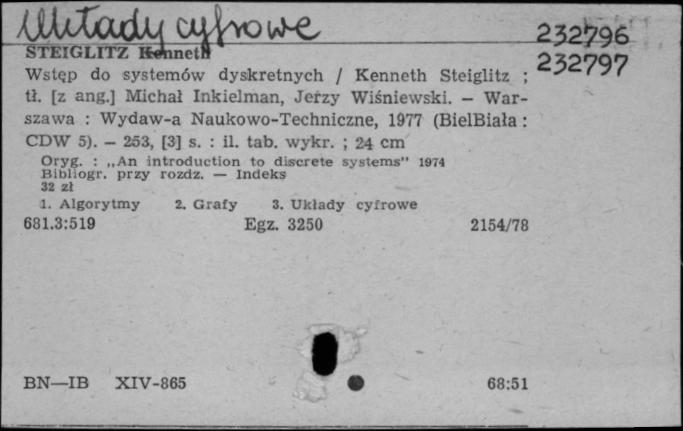 Układy cyfrowe
232796
STEIGLITZ Kenneth
232797
Wstęp do systemów dyskretnych / Kenneth Steiglitz ;
tł. [z ang.] Michał Inkielman, Jerzy Wiśniewski. — War-
szawa : Wydaw-a Naukowo-Techniczne, 1977 (BielBiała :
CDW 5). — 253, [3] s. : il. tab. wykr. ; 24 cm
Oryg. : „An introduction to discrete systems" 1974
Bibliogr. przy rozdz. — Indeks
32 zł
1. Algorytmy 2. Grafy 3. Układy cyfrowe
681.3:519 Egz. 3250 2154/78
BN—IB XIV-865 68:51